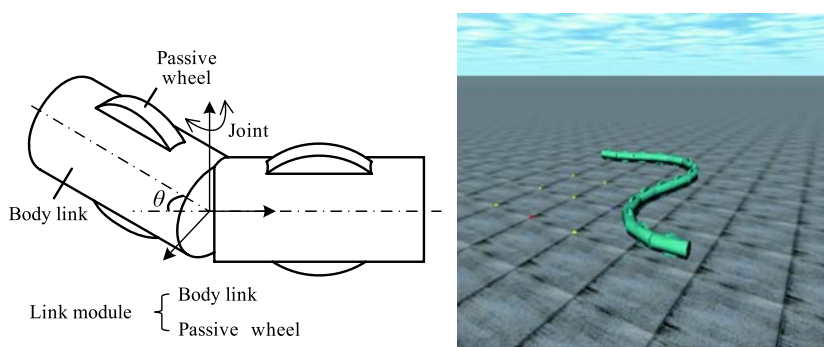 Passive
wheel
Joint
θ
Body link
Link module
Body link
Passive wheel